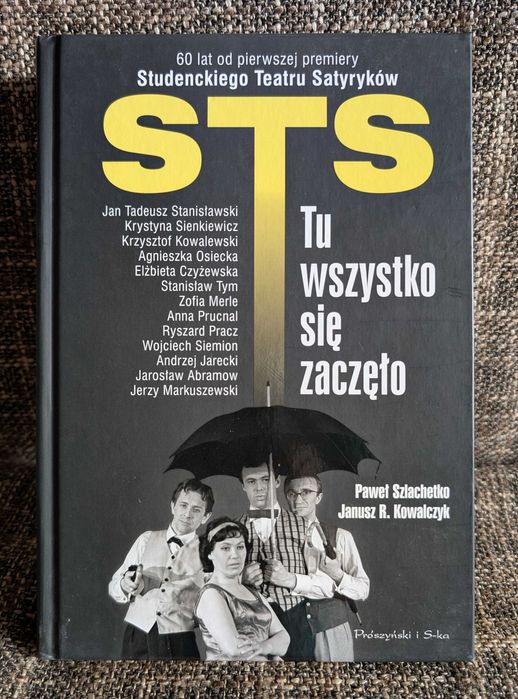 60 lat od pierwszej premiery
Studenckiego Teatru Satyryków
STS
Jan Tadeusz Stanisławski
Krystyna Sienkiewicz
Krzysztof Kowalewski
Agnieszka Osiecka
Elżbieta Czyżewska
Stanisław Tym
Zofia Merle
Anna Prucnal
Ryszard Pracz
Wojciech Siemion
Andrzej Jarecki
Jarosław Abramow
Jerzy Markuszewski
Tu
wszystko
się
zaczęło
Paweł Szlachetko
Janusz R. Kowalczyk
Prószyński i S-ka